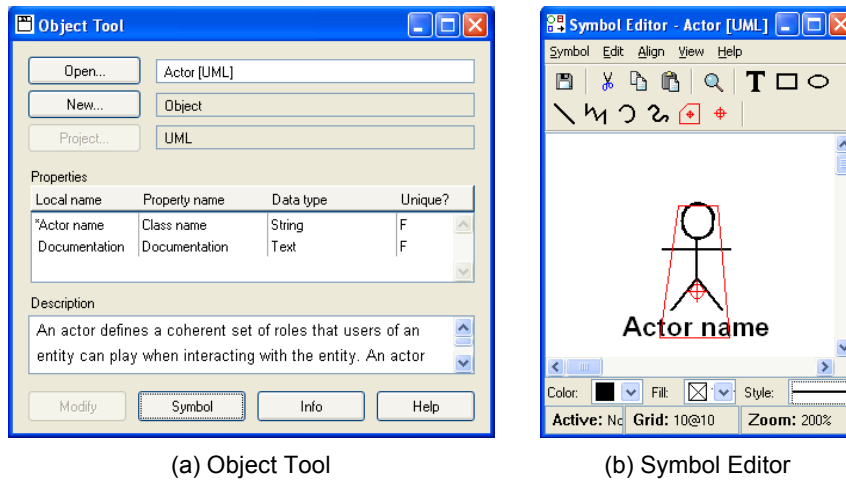 Object Tool
Open...
Actor [UML]
New...
Object
Project...
UML
Properties
Local name Property name Data type Unique?
*Actor name Class name String F
Documentation Documentation Text F
Description
An actor defines a coherent set of roles that users of an
entity can play when interacting with the entity. An actor
Modify Symbol Info Help
(a) Object Tool
Symbol Editor - Actor [UML]
Symbol Edit Align View Help
T
Actor name
Color: Fill: Style:
Active: Nc Grid: 10@10 Zoom: 200%
(b) Symbol Editor